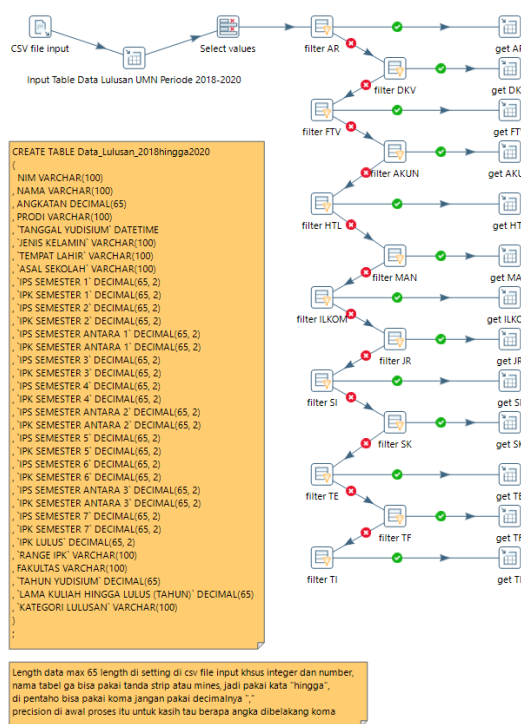 CSV file input
Input Table Data Lulusan UMN Periode 2018-2020
Select values
filter AR
get AR
filter DKV
get DK
filter FTV
get FT
filter AKUN
get AKU
filter HTL
get HT
filter MAN
get MA
filter ILKOM
get ILKO
filter JR
get JR
filter SI
get SI
filter SK
get SK
filter TE
get TE
filter TF
get TF
filter TI
get TI
CREATE TABLE Data_Lulusan_2018hingga2020
(
NIM VARCHAR(100)
, NAMA VARCHAR(100)
, ANGKATAN DECIMAL(65)
, PRODI VARCHAR(100)
, `TANGGAL YUDISIUM` DATETIME
, `JENIS KELAMIN` VARCHAR(100)
, `TEMPAT LAHIR` VARCHAR(100)
, `ASAL SEKOLAH` VARCHAR(100)
, `IPS SEMESTER 1` DECIMAL(65, 2)
, `IPK SEMESTER 1` DECIMAL(65, 2)
, `IPS SEMESTER 2` DECIMAL(65, 2)
, `IPK SEMESTER 2` DECIMAL(65, 2)
, `IPS SEMESTER ANTARA 1` DECIMAL(65, 2)
, `IPK SEMESTER ANTARA 1` DECIMAL(65, 2)
, `IPS SEMESTER 3` DECIMAL(65, 2)
, `IPK SEMESTER 3` DECIMAL(65, 2)
, `IPS SEMESTER 4` DECIMAL(65, 2)
, `IPK SEMESTER 4` DECIMAL(65, 2)
, `IPS SEMESTER ANTARA 2` DECIMAL(65, 2)
, `IPK SEMESTER ANTARA 2` DECIMAL(65, 2)
, `IPS SEMESTER 5` DECIMAL(65, 2)
, `IPK SEMESTER 5` DECIMAL(65, 2)
, `IPS SEMESTER 6` DECIMAL(65, 2)
, `IPK SEMESTER 6` DECIMAL(65, 2)
, `IPS SEMESTER ANTARA 3` DECIMAL(65, 2)
, `IPK SEMESTER ANTARA 3` DECIMAL(65, 2)
, `IPS SEMESTER 7` DECIMAL(65, 2)
, `IPK SEMESTER 7` DECIMAL(65, 2)
, `IPK LULUS` DECIMAL(65, 2)
, `RANGE IPK` VARCHAR(100)
, FAKULTAS VARCHAR(100)
, `TAHUN YUDISIUM` DECIMAL(65)
, `LAMA KULIAH HINGGA LULUS (TAHUN)` DECIMAL(65)
, `KATEGORI LULUSAN` VARCHAR(100)
)
;
Length data max 65 length di setting di csv file input khsus integer dan number,
nama tabel ga bisa pakai tanda strip atau mines, jadi pakai kata "hingga",
di pentaho bisa pakai koma jangan pakai decimalnya ",",
precision di awal proses itu untuk kasih tau berapa angka dibelakang koma